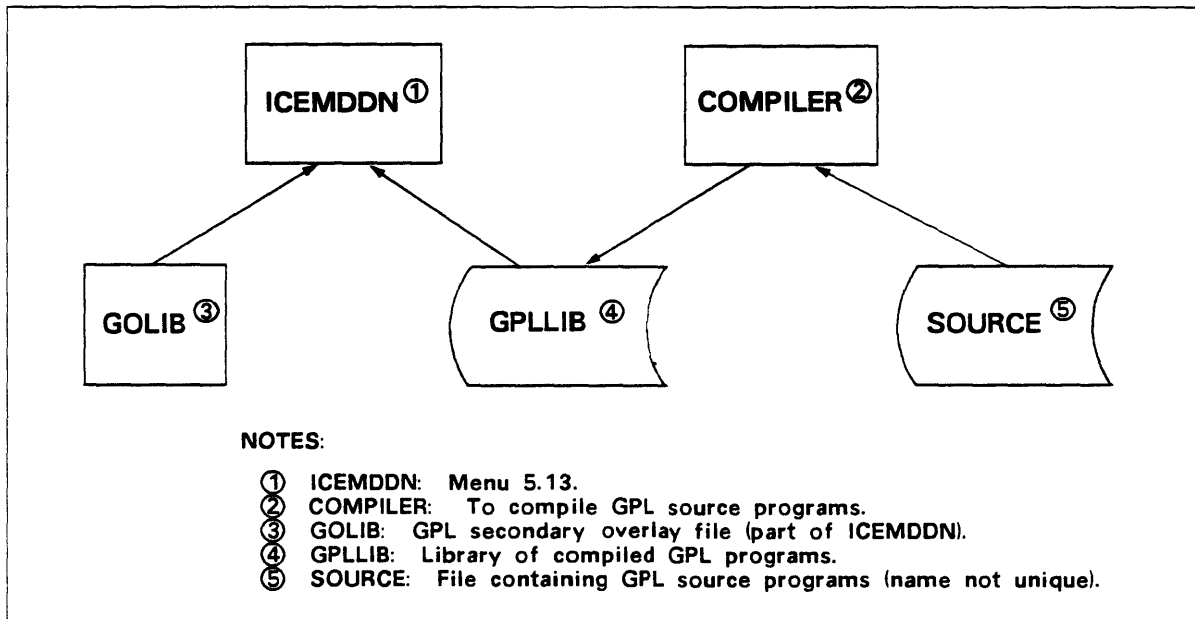 ICEMDDN ①
COMPILER ②
GOLIB ③
GPLLIB ④
SOURCE ⑤
NOTES:
① ICEMDDN: Menu 5.13.
② COMPILER: To compile GPL source programs.
③ GOLIB: GPL secondary overlay file (part of ICEMDDN).
④ GPLLIB: Library of compiled GPL programs.
⑤ SOURCE: File containing GPL source programs (name not unique).